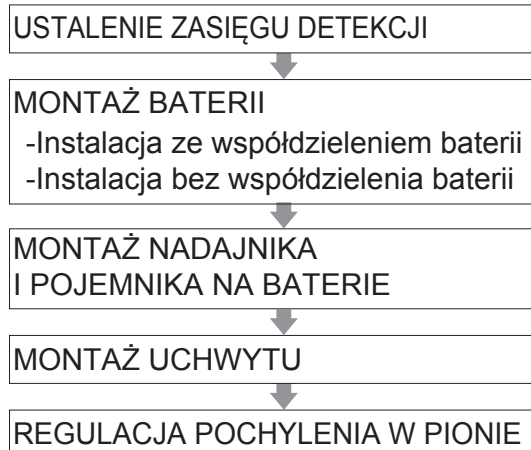 USTALENIE ZASIĘGU DETEKCJI
MONTAŻ BATERII
-Instalacja ze współdzieleniem baterii
-Instalacja bez współdzielenia baterii
MONTAŻ NADAJNIKA
I POJEMNIKA NA BATERIE
MONTAŻ UCHWYTU
REGULACJA POCHYLENIA W PIONIE